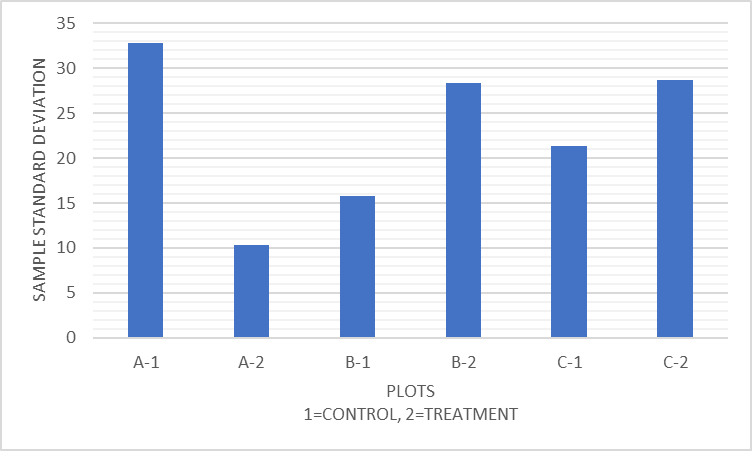 35
30
25
20
15
10
5
0
SAMPLE STANDARD DEVIATION
A-1 A-2 B-1 B-2 C-1 C-2
PLOTS
1=CONTROL, 2=TREATMENT